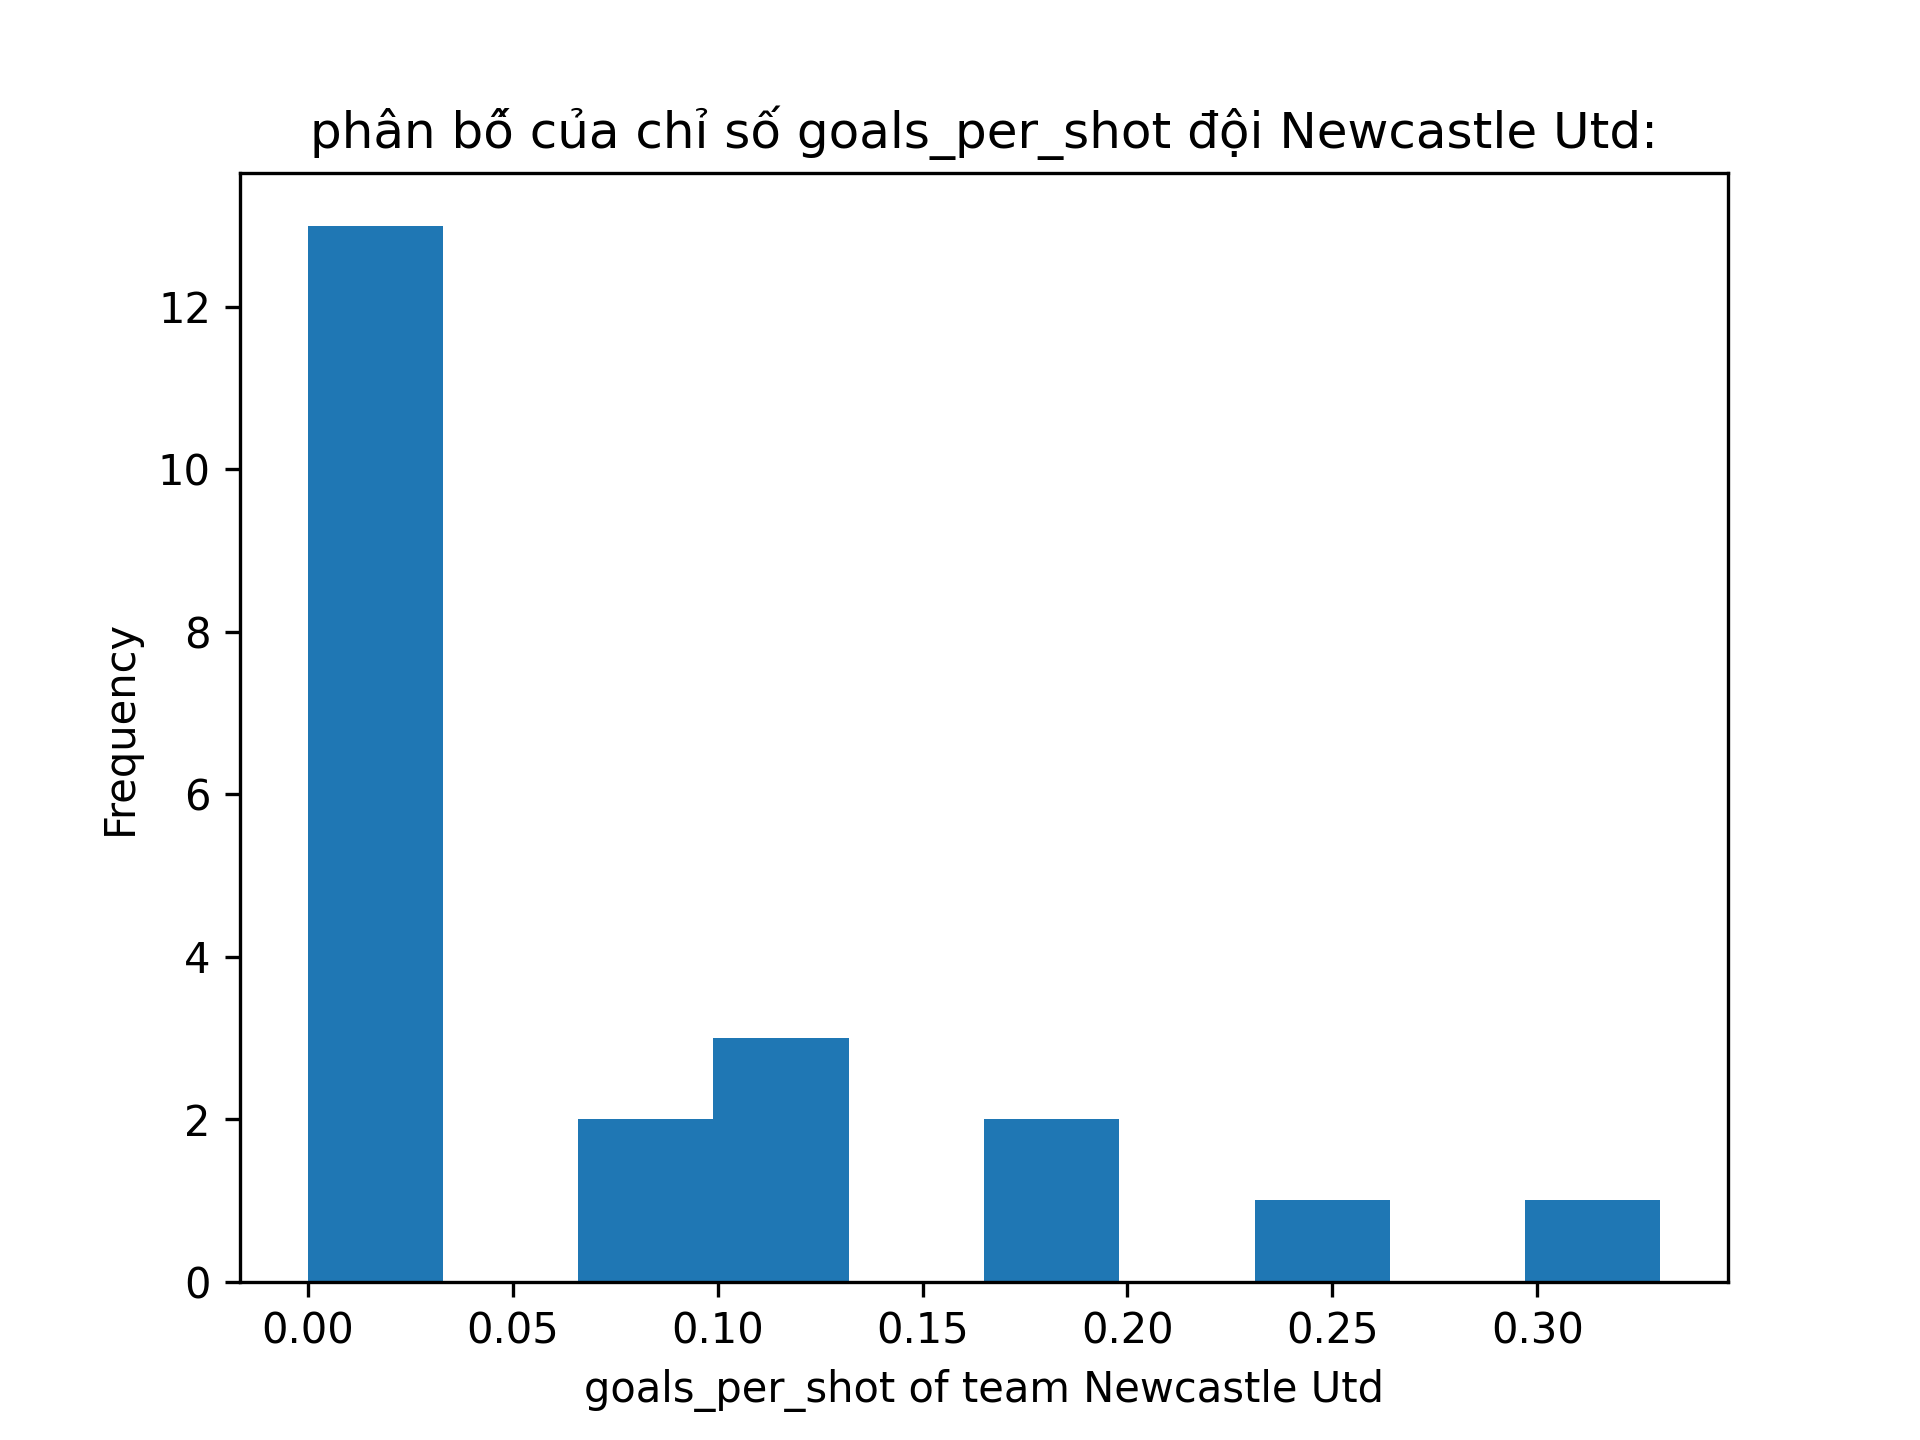 phân bố của chỉ số goals_per_shot đội Newcastle Utd:
12
10
8
6
4
2
0
Frequency
0.00 0.05 0.10 0.15 0.20 0.25 0.30
goals_per_shot of team Newcastle Utd